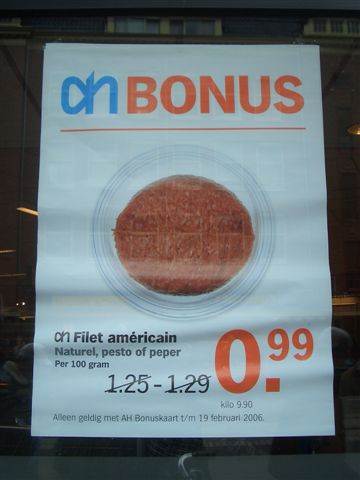 ah BONUS
ah Filet américain
Naturel, pesto of peper
Per 100 gram
1.25 - 1.29
0.99
kilo 9.90
Alleen geldig met AH Bonuskaart t/m 19 februari 2006.